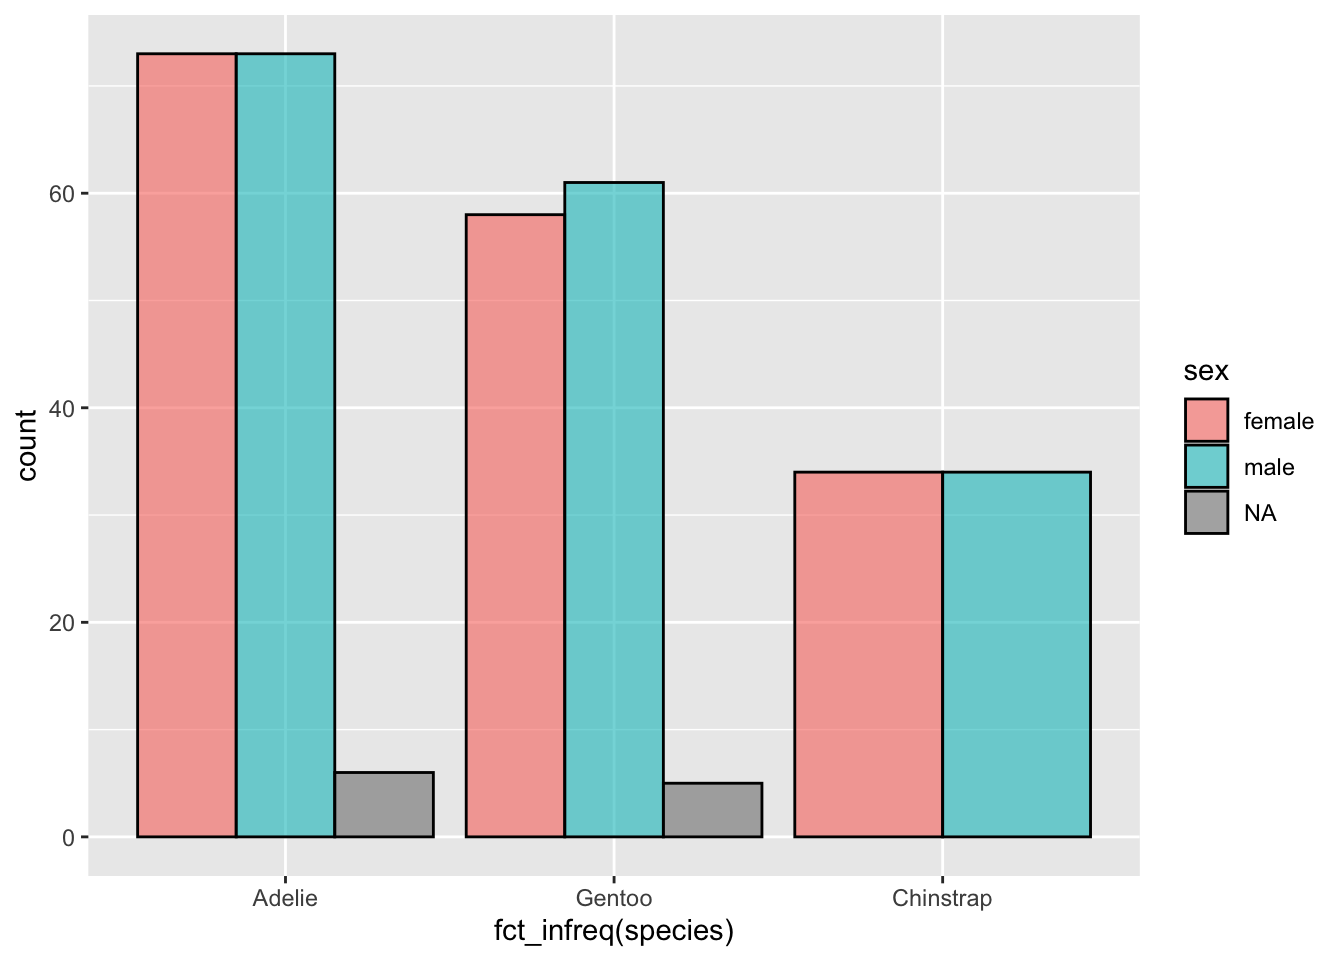 60
40
20
0
count
Adelie
Gentoo
Chinstrap
fct_infreq(species)
sex
female
male
NA